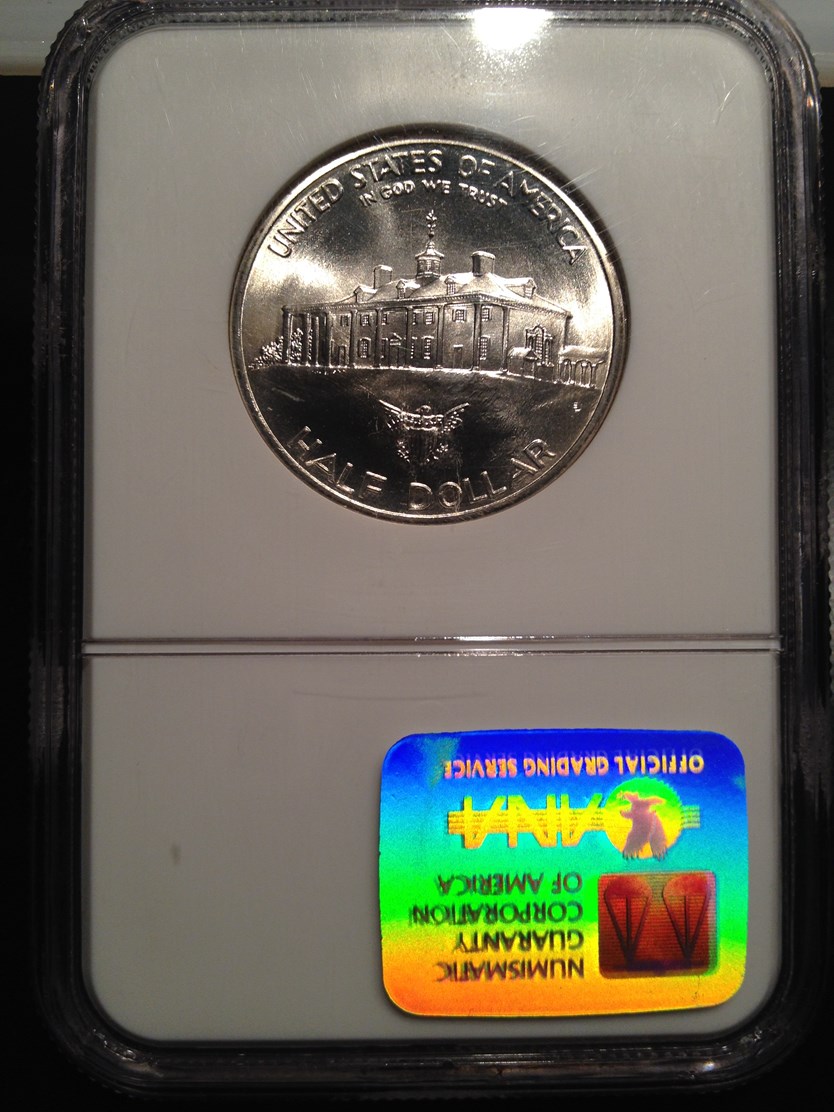 UNITED STATES OF AMERICA
IN GOD WE TRUST
HALF DOLLAR
NUMISMATIC
GUARANTY
CORPORATION
OF AMERICA
ANA
OFFICIAL GRADING SERVICE